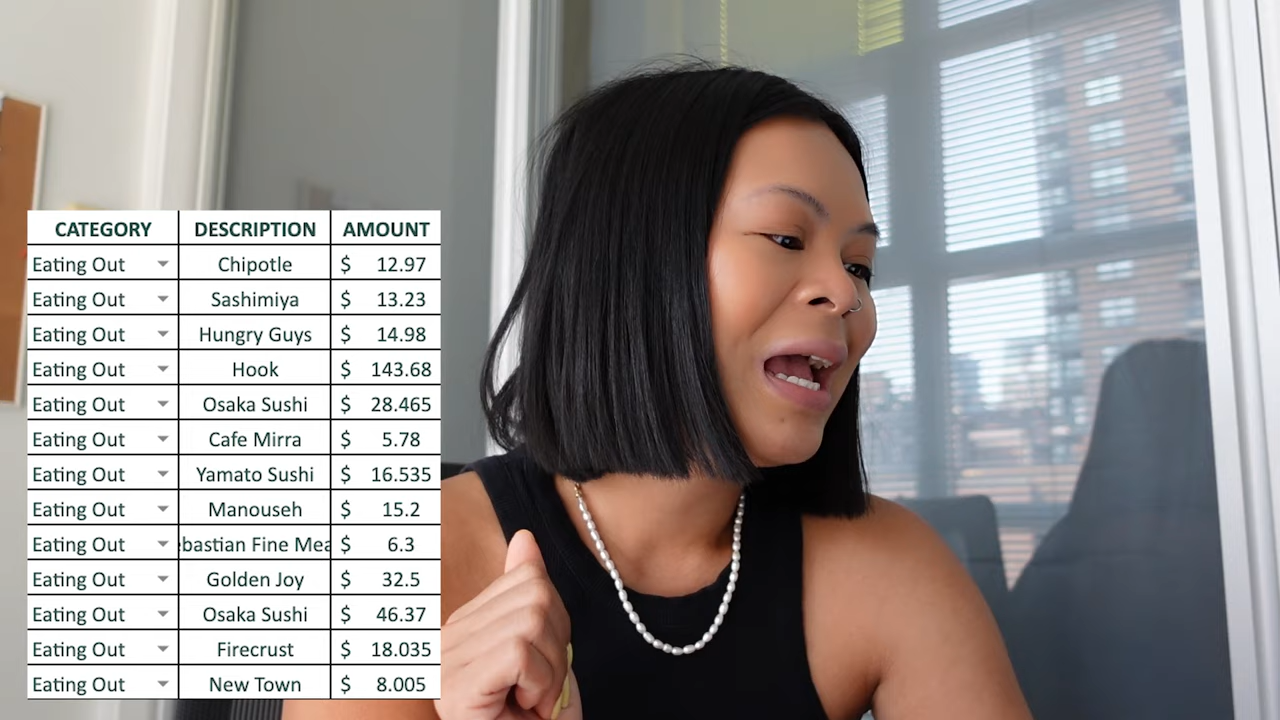 CATEGORY DESCRIPTION AMOUNT
Eating Out Chipotle $ 12.97
Eating Out Sashimiya $ 13.23
Eating Out Hungry Guys $ 14.98
Eating Out Hook $ 143.68
Eating Out Osaka Sushi $ 28.465
Eating Out Cafe Mirra $ 5.78
Eating Out Yamato Sushi $ 16.535
Eating Out Manouseh $ 15.2
Eating Out bastian Fine Mea $ 6.3
Eating Out Golden Joy $ 32.5
Eating Out Osaka Sushi $ 46.37
Eating Out Firecrust $ 18.035
Eating Out New Town $ 8.005